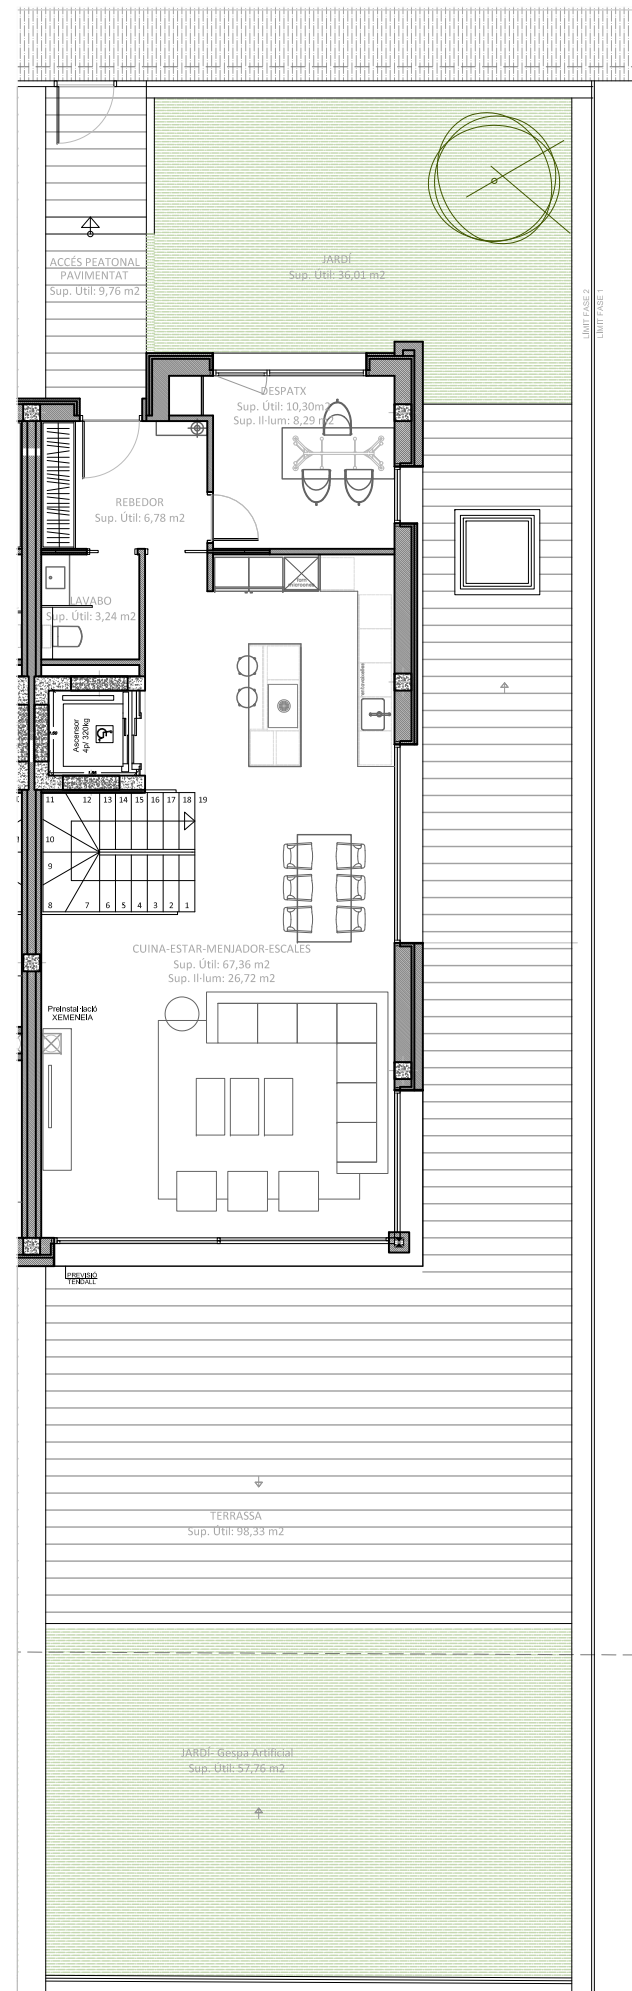 JARDÍ
Sup. Útil: 36,01 m2
ACCÉS PEATONAL
PAVIMENTAT
Sup. Útil: 9,76 m2
LÍMIT FASE 2
LÍMIT FASE 1
DESPATX
Sup. Útil: 10,30m2
Sup. Il·lum: 8,29 m2
REBEDOR
Sup. Útil: 6,78 m2
LAVABO
Sup. Útil: 3,24 m2
Ascensor
4p/ 320kg
11 12 13 14 15 16 17 18 19
10
9
8 7 6 5 4 3 2 1
CUINA-ESTAR-MENJADOR-ESCALES
Sup. Útil: 67,36 m2
Sup. Il·lum: 26,72 m2
Preinstal·lació
XEMENEIA
PREVISIÓ
TENDALL
TERRASSA
Sup. Útil: 98,33 m2
JARDÍ- Gespa Artificial
Sup. Útil: 57,76 m2